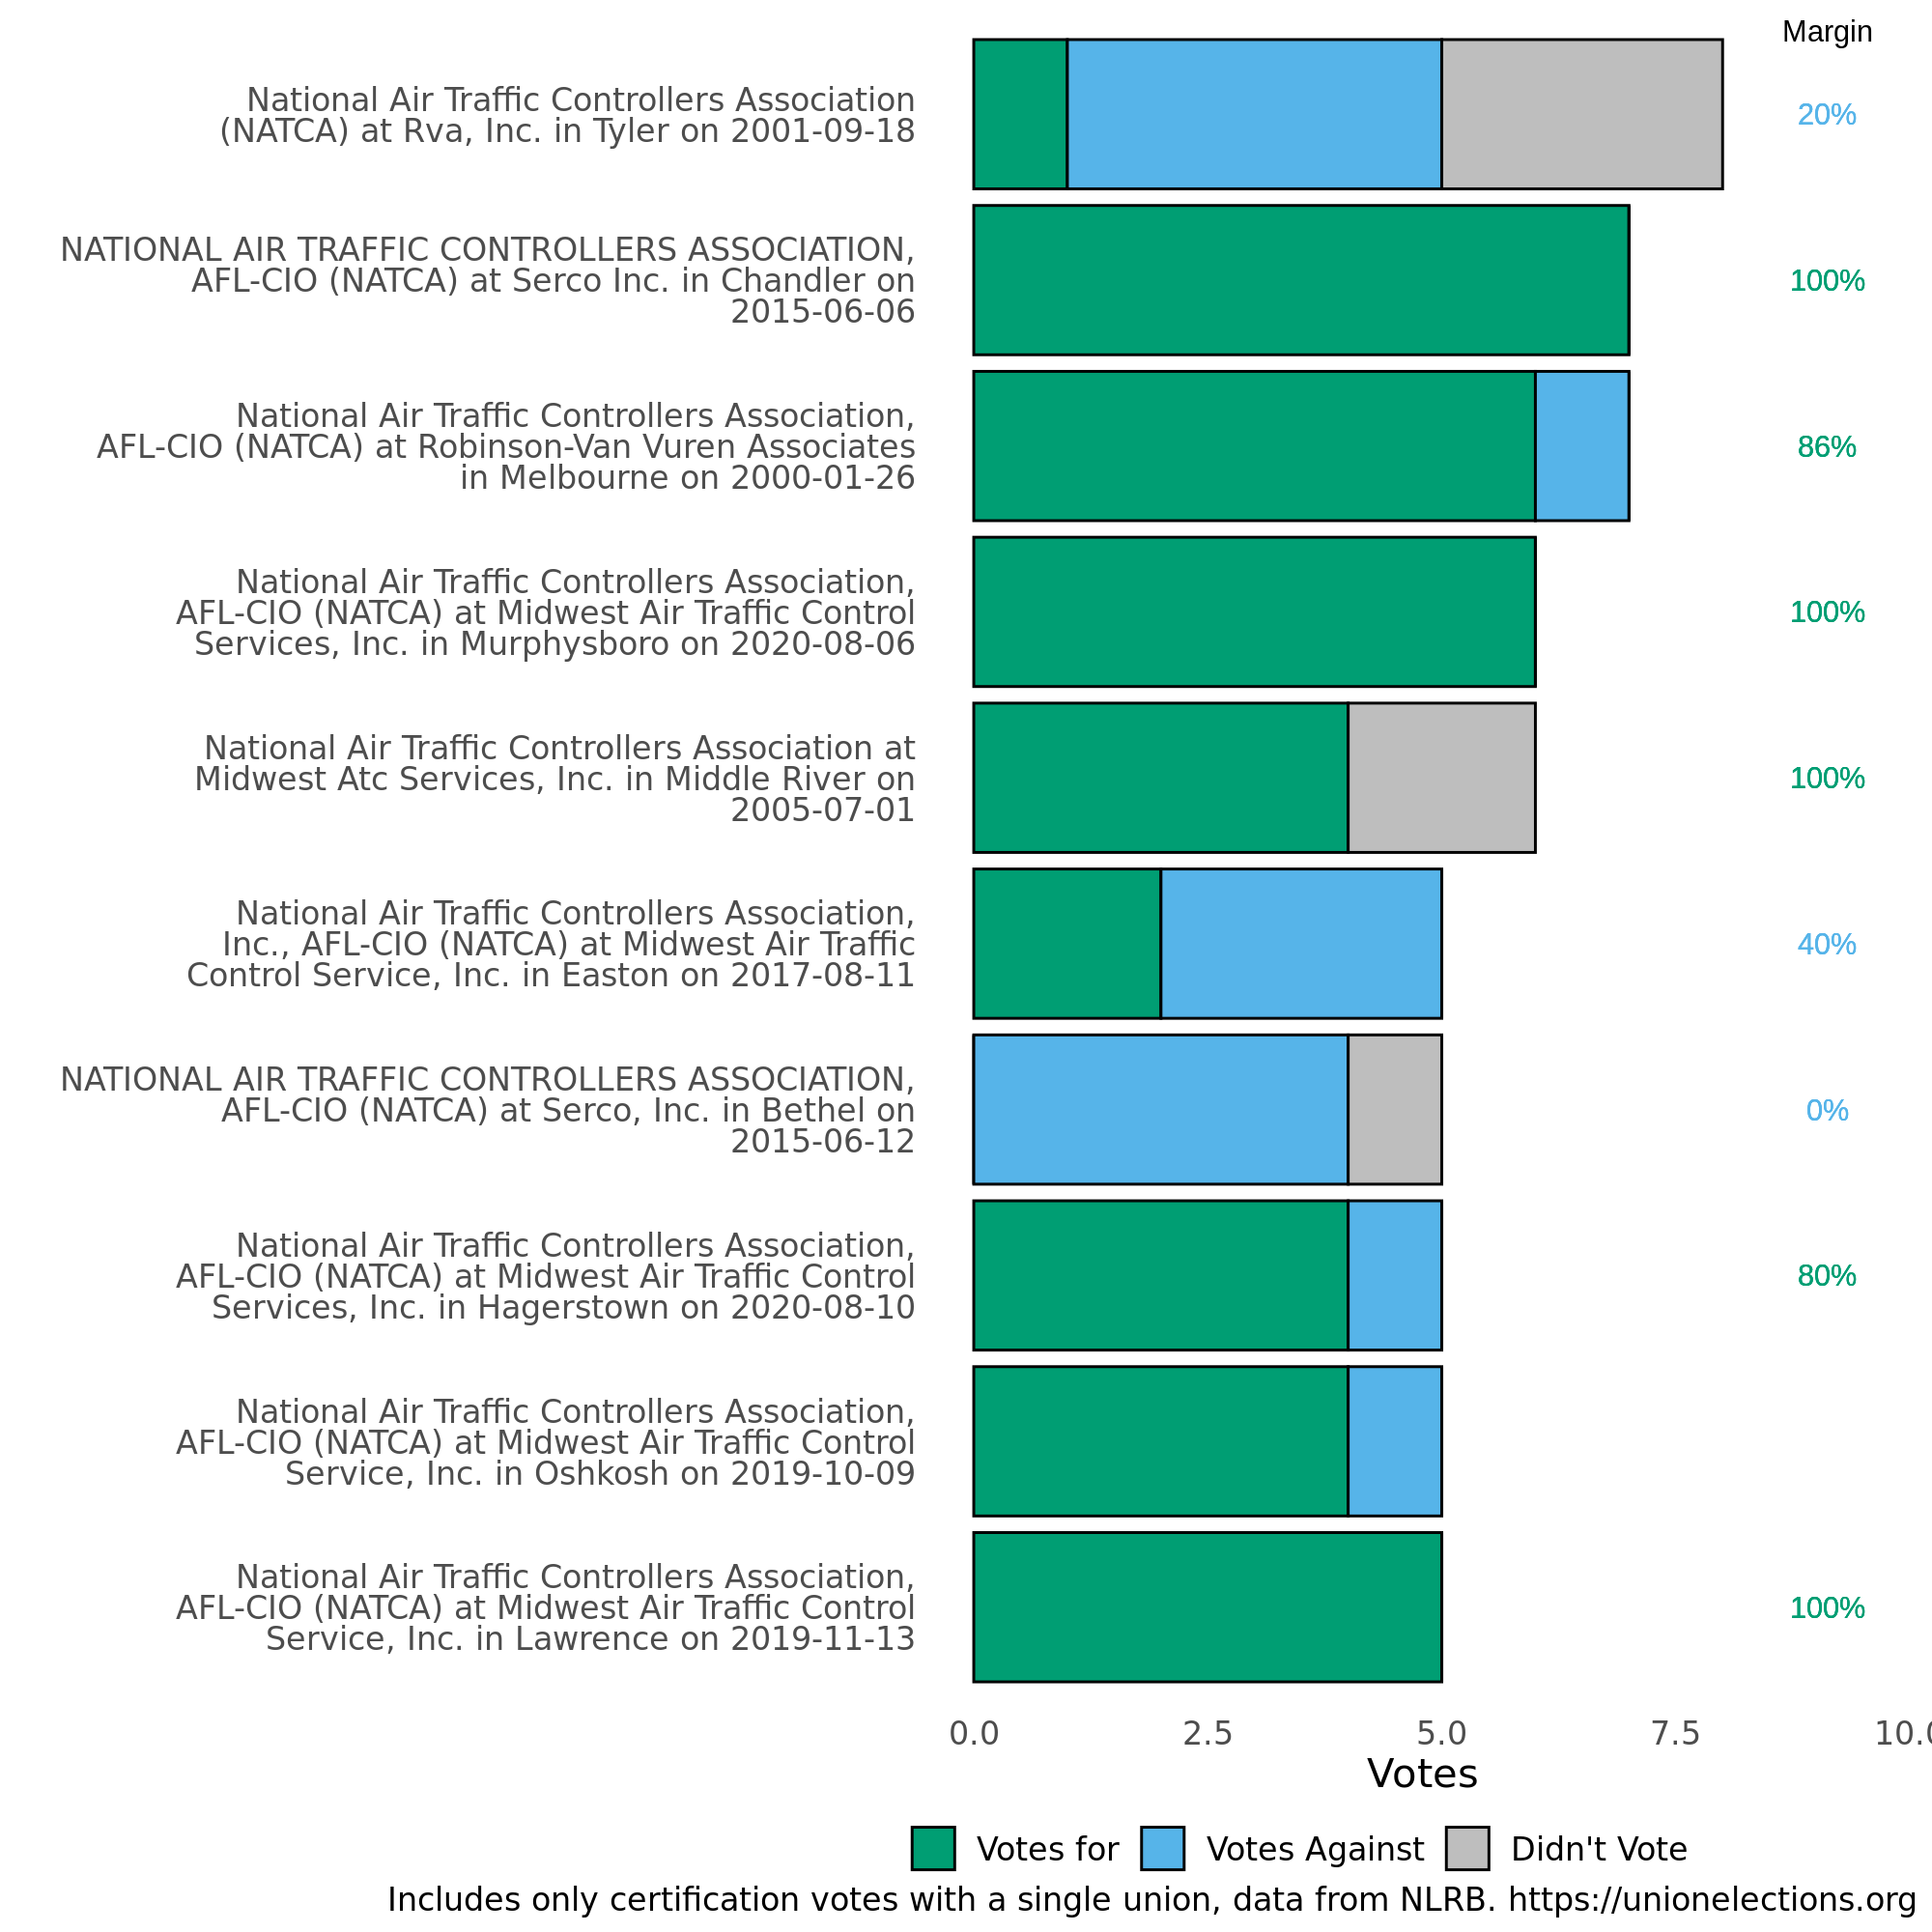 Margin
National Air Traffic Controllers Association
(NATCA) at Rva, Inc. in Tyler on 2001-09-18
20%
NATIONAL AIR TRAFFIC CONTROLLERS ASSOCIATION,
AFL-CIO (NATCA) at Serco Inc. in Chandler on
2015-06-06
100%
National Air Traffic Controllers Association,
AFL-CIO (NATCA) at Robinson-Van Vuren Associates
in Melbourne on 2000-01-26
86%
National Air Traffic Controllers Association,
AFL-CIO (NATCA) at Midwest Air Traffic Control
Services, Inc. in Murphysboro on 2020-08-06
100%
National Air Traffic Controllers Association at
Midwest Atc Services, Inc. in Middle River on
2005-07-01
100%
National Air Traffic Controllers Association,
Inc., AFL-CIO (NATCA) at Midwest Air Traffic
Control Service, Inc. in Easton on 2017-08-11
40%
NATIONAL AIR TRAFFIC CONTROLLERS ASSOCIATION,
AFL-CIO (NATCA) at Serco, Inc. in Bethel on
2015-06-12
0%
National Air Traffic Controllers Association,
AFL-CIO (NATCA) at Midwest Air Traffic Control
Services, Inc. in Hagerstown on 2020-08-10
80%
National Air Traffic Controllers Association,
AFL-CIO (NATCA) at Midwest Air Traffic Control
Service, Inc. in Oshkosh on 2019-10-09
National Air Traffic Controllers Association,
AFL-CIO (NATCA) at Midwest Air Traffic Control
Service, Inc. in Lawrence on 2019-11-13
100%
0.0 2.5 5.0 7.5 10.0
Votes
Votes for Votes Against Didn't Vote
Includes only certification votes with a single union, data from NLRB. https://unionelections.org